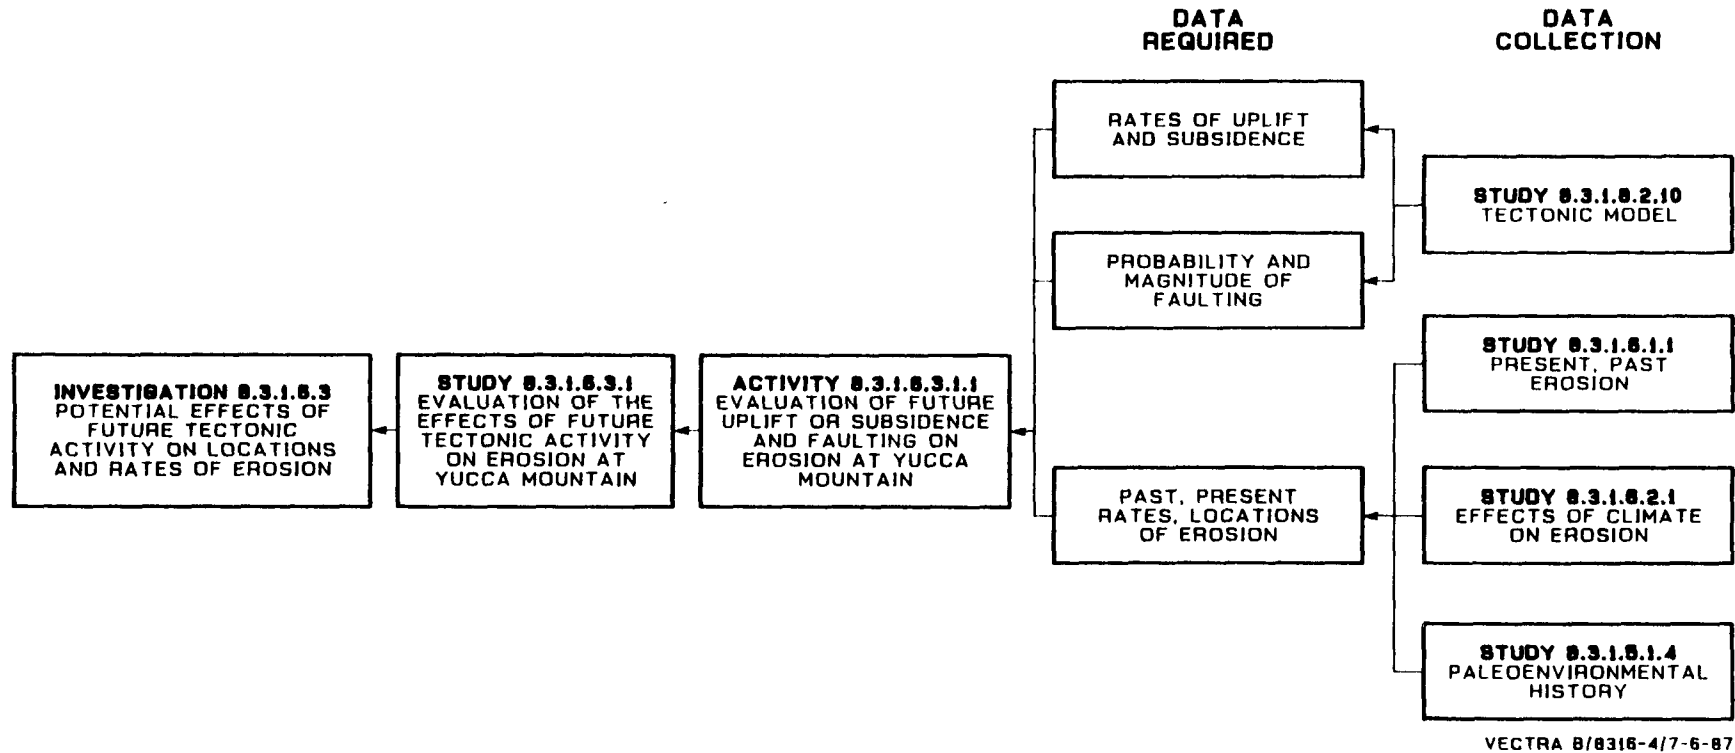 DATA
REQUIRED
DATA
COLLECTION
RATES OF UPLIFT
AND SUBSIDENCE
STUDY 8.3.1.8.2.10
TECTONIC MODEL
PROBABILITY AND
MAGNITUDE OF
FAULTING
STUDY 8.3.1.6.1.1
PRESENT, PAST
EROSION
INVESTIGATION 8.3.1.6.3
POTENTIAL EFFECTS OF
FUTURE TECTONIC
ACTIVITY ON LOCATIONS
AND RATES OF EROSION
STUDY 8.3.1.6.3.1
EVALUATION OF THE
EFFECTS OF FUTURE
TECTONIC ACTIVITY
ON EROSION AT
YUCCA MOUNTAIN
ACTIVITY 8.3.1.6.3.1.1
EVALUATION OF FUTURE
UPLIFT OR SUBSIDENCE
AND FAULTING ON
EROSION AT YUCCA
MOUNTAIN
PAST, PRESENT
RATES, LOCATIONS
OF EROSION
STUDY 8.3.1.6.2.1
EFFECTS OF CLIMATE
ON EROSION
STUDY 8.3.1.5.1.4
PALEOENVIRONMENTAL
HISTORY
VECTRA B/8316-4/7-6-87